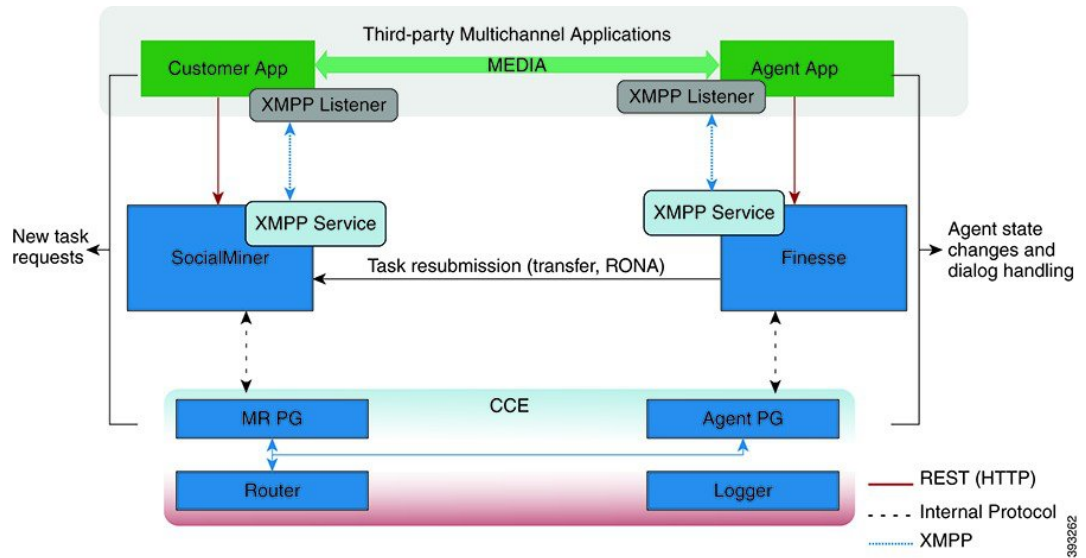 Third-party Multichannel Applications
Customer App
MEDIA
Agent App
XMPP Listener
XMPP Listener
XMPP Service
XMPP Service
New task
requests
SocialMiner
Task resubmission (transfer, RONA)
Finesse
Agent state
changes and
dialog handling
CCE
MR PG
Agent PG
Router
Logger
REST (HTTP)
Internal Protocol
XMPP
393262